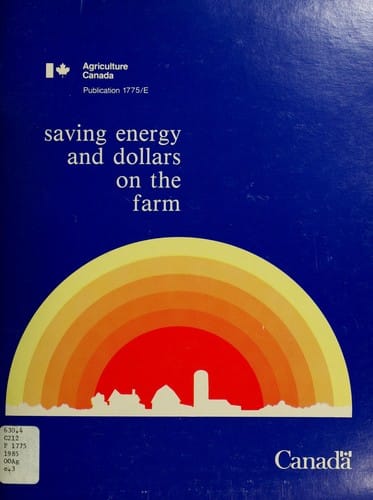 Agriculture
Canada
Publication 1775/E
saving energy
and dollars
on the
farm
630.4
C212
P 1775
1985
OOAg
c.3
Canada